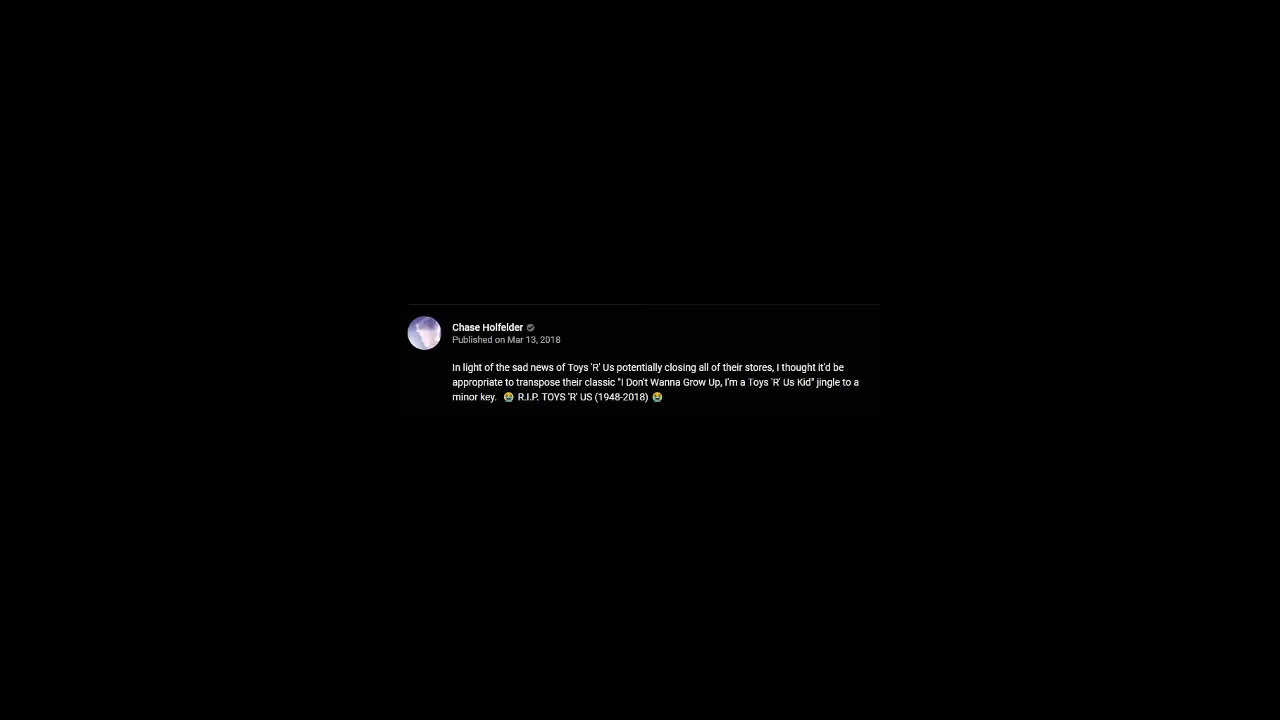 Chase Holfelder
Published on Mar 13, 2018
In light of the sad news of Toys 'R' Us potentially closing all of their stores, I thought it'd be
appropriate to transpose their classic "I Don't Wanna Grow Up, I'm a Toys 'R' Us Kid" jingle to a
minor key. 😭 R.I.P. TOYS 'R' US (1948-2018) 😭